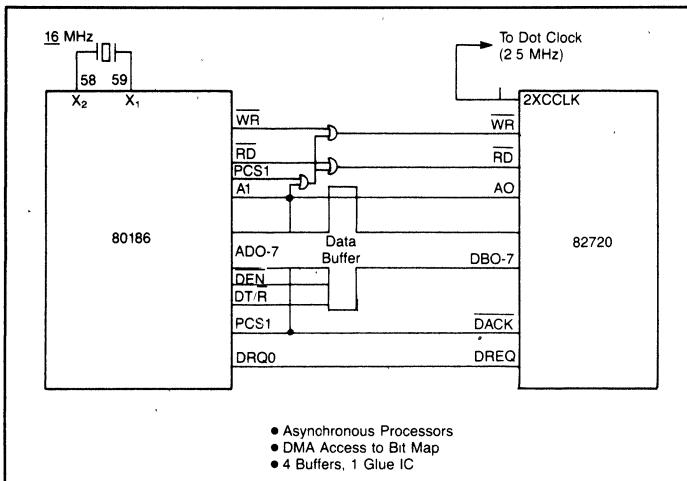 16 MHz
To Dot Clock
(2 5 MHz)
58 59
X₂ X₁
2XCCLK
WR
WR
RD
RD
PCS1
A1
AO
80186
Data
Buffer
82720
ADO-7
DBO-7
DEN
DT/R
PCS1
DACK
DRQ0
DREQ
● Asynchronous Processors
● DMA Access to Bit Map
● 4 Buffers, 1 Glue IC